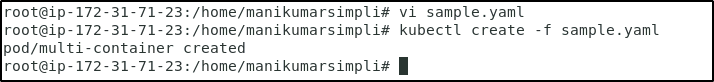 root@ip-172-31-71-23:/home/manikumarsimpli# vi sample.yaml
root@ip-172-31-71-23:/home/manikumarsimpli# kubectl create -f sample.yaml
pod/multi-container created
root@ip-172-31-71-23:/home/manikumarsimpli#